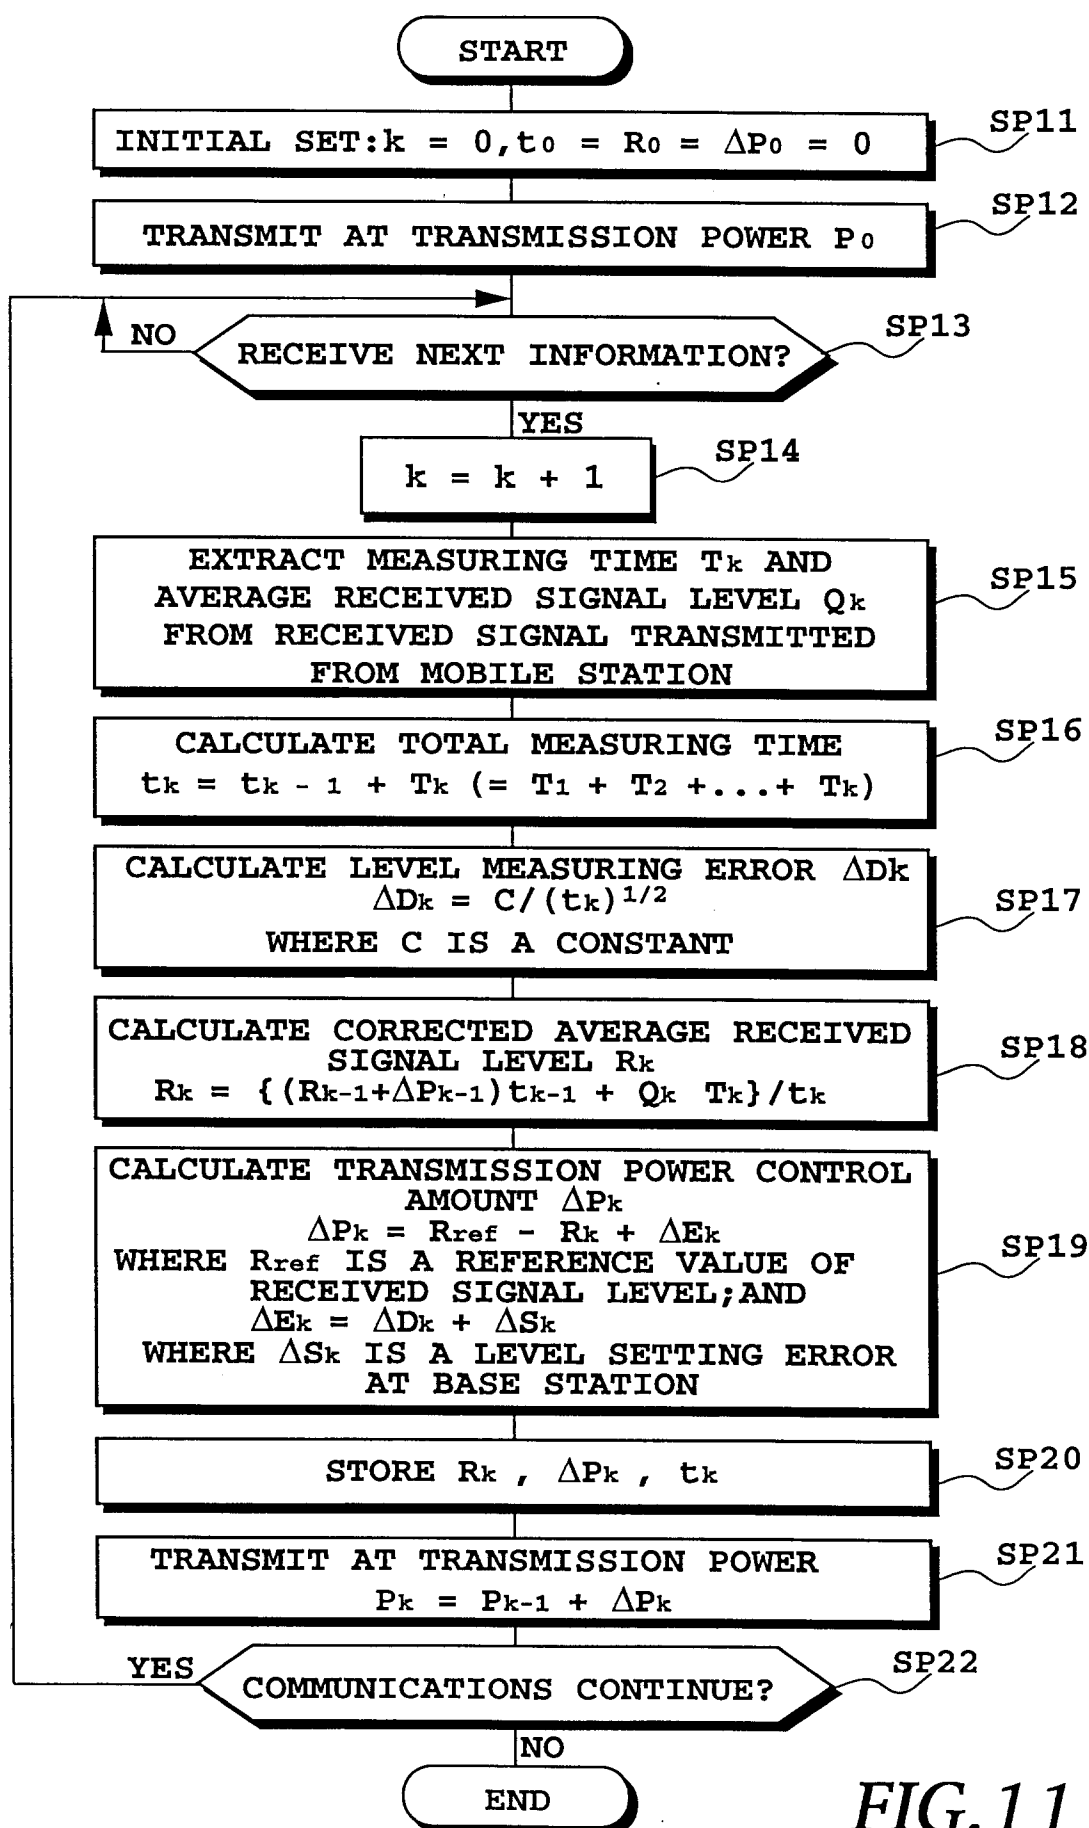 START
INITIAL SET:k = 0,t0 = R0 = ΔP0 = 0
SP11
TRANSMIT AT TRANSMISSION POWER P0
SP12
NO
RECEIVE NEXT INFORMATION?
SP13
YES
k = k + 1
SP14
EXTRACT MEASURING TIME Tk AND
AVERAGE RECEIVED SIGNAL LEVEL Qk
FROM RECEIVED SIGNAL TRANSMITTED
FROM MOBILE STATION
SP15
CALCULATE TOTAL MEASURING TIME
tk = tk - 1 + Tk (= T1 + T2 +...+ Tk)
SP16
CALCULATE LEVEL MEASURING ERROR ΔDk
ΔDk = C/(tk)1/2
WHERE C IS A CONSTANT
SP17
CALCULATE CORRECTED AVERAGE RECEIVED
SIGNAL LEVEL Rk
Rk = {(Rk-1+ΔPk-1)tk-1 + Qk Tk}/tk
SP18
CALCULATE TRANSMISSION POWER CONTROL
AMOUNT ΔPk
ΔPk = Rref - Rk + ΔEk
WHERE Rref IS A REFERENCE VALUE OF
RECEIVED SIGNAL LEVEL;AND
ΔEk = ΔDk + ΔSk
WHERE ΔSk IS A LEVEL SETTING ERROR
AT BASE STATION
SP19
STORE Rk , ΔPk , tk
SP20
TRANSMIT AT TRANSMISSION POWER
Pk = Pk-1 + ΔPk
SP21
YES
COMMUNICATIONS CONTINUE?
SP22
NO
END
FIG.11